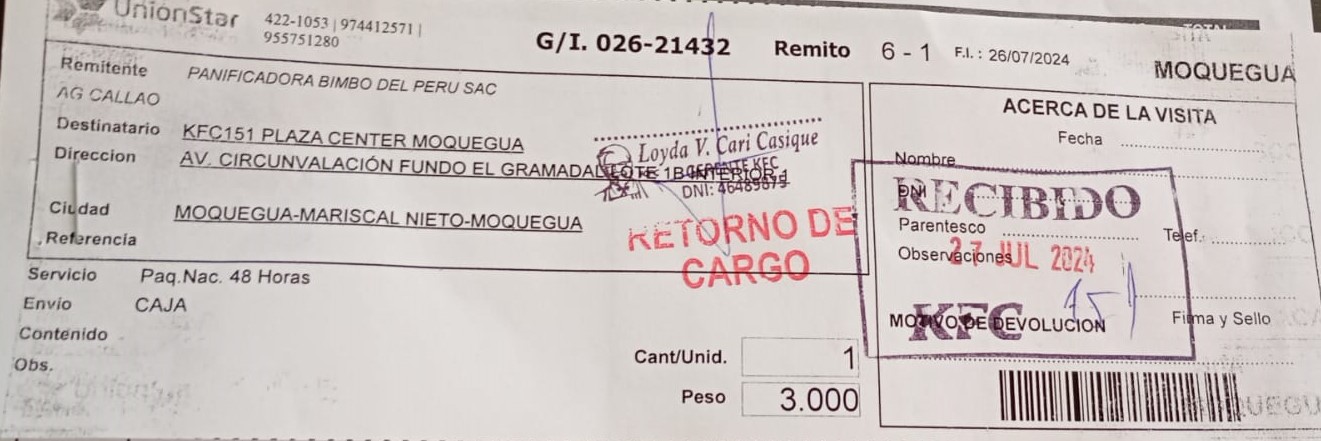 UnionStar
422-1053 | 974412571 |
955751280
G/I. 026-21432 Remito 6 - 1 F.I. : 26/07/2024
MOQUEGUA
Remitente PANIFICADORA BIMBO DEL PERU SAC
AG CALLAO
Destinatario KFC151 PLAZA CENTER MOQUEGUA
Direccion AV. CIRCUNVALACIÓN FUNDO EL GRAMADAL LOTE 1B INTERIOR 1
Ciudad MOQUEGUA-MARISCAL NIETO-MOQUEGUA
Referencia
Loyda V. Cari Casique
GERENTE KFC
DNI: 46485879
RETORNO DE
CARGO
Servicio Paq.Nac. 48 Horas
Envio CAJA
Contenido
Obs.
Cant/Unid. 1
Peso 3.000
ACERCA DE LA VISITA
Fecha
Nombre
DNI
RECIBIDO
Parentesco Telef.
Observaciones
27 JUL 2024
KFC
MOTIVO DE DEVOLUCION
Firma y Sello